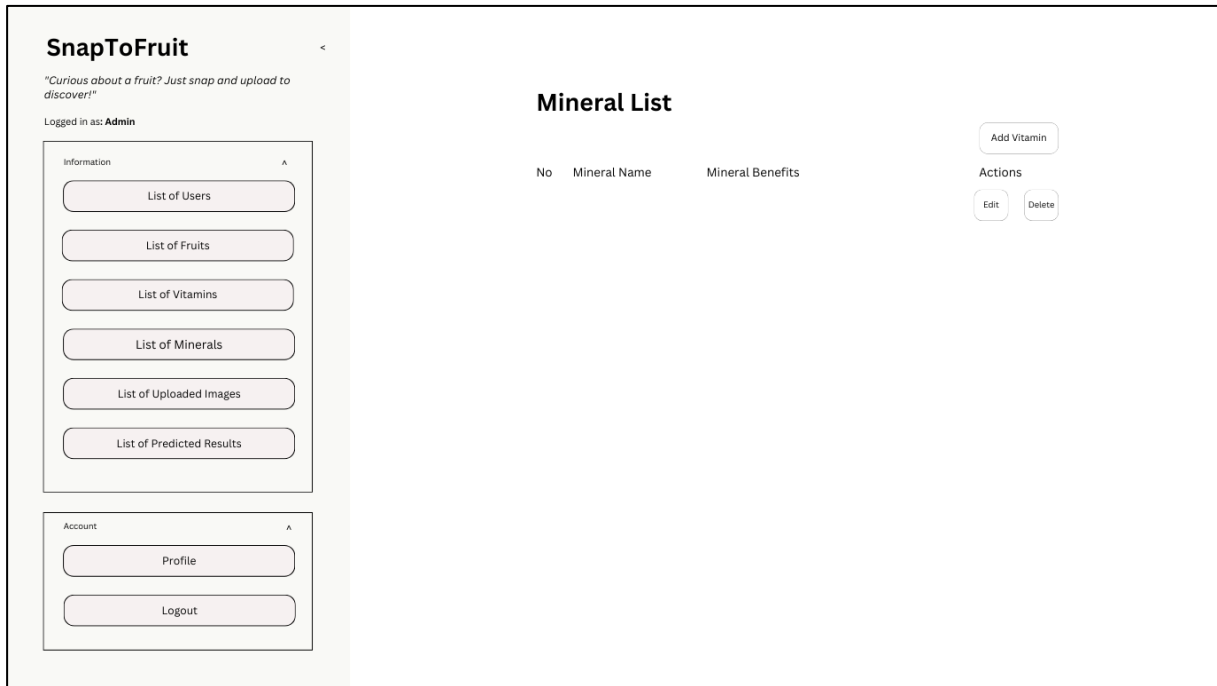 SnapToFruit <
"Curious about a fruit? Just snap and upload to
discover!"
Logged in as: Admin
Information ^
List of Users
List of Fruits
List of Vitamins
List of Minerals
List of Uploaded Images
List of Predicted Results
Account ^
Profile
Logout
Mineral List
Add Vitamin
No Mineral Name Mineral Benefits Actions
Edit Delete